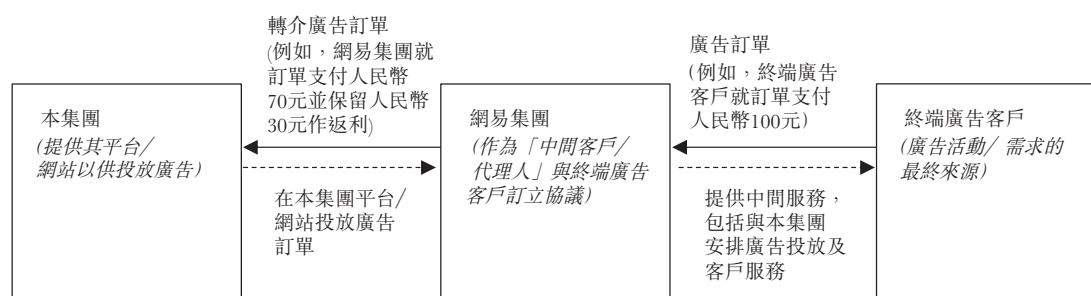 轉介廣告訂單
(例如，網易集團就
訂單支付人民幣
70元並保留人民幣
30元作返利)
廣告訂單
(例如，終端廣告
客戶就訂單支付
人民幣100元)
本集團
(提供其平台/
網站以供投放廣告)
網易集團
(作為「中間客戶/
代理人」與終端廣告
客戶訂立協議)
終端廣告客戶
(廣告活動/ 需求的
最終來源)
在本集團平台/
網站投放廣告
訂單
提供中間服務，
包括與本集團
安排廣告投放及
客戶服務